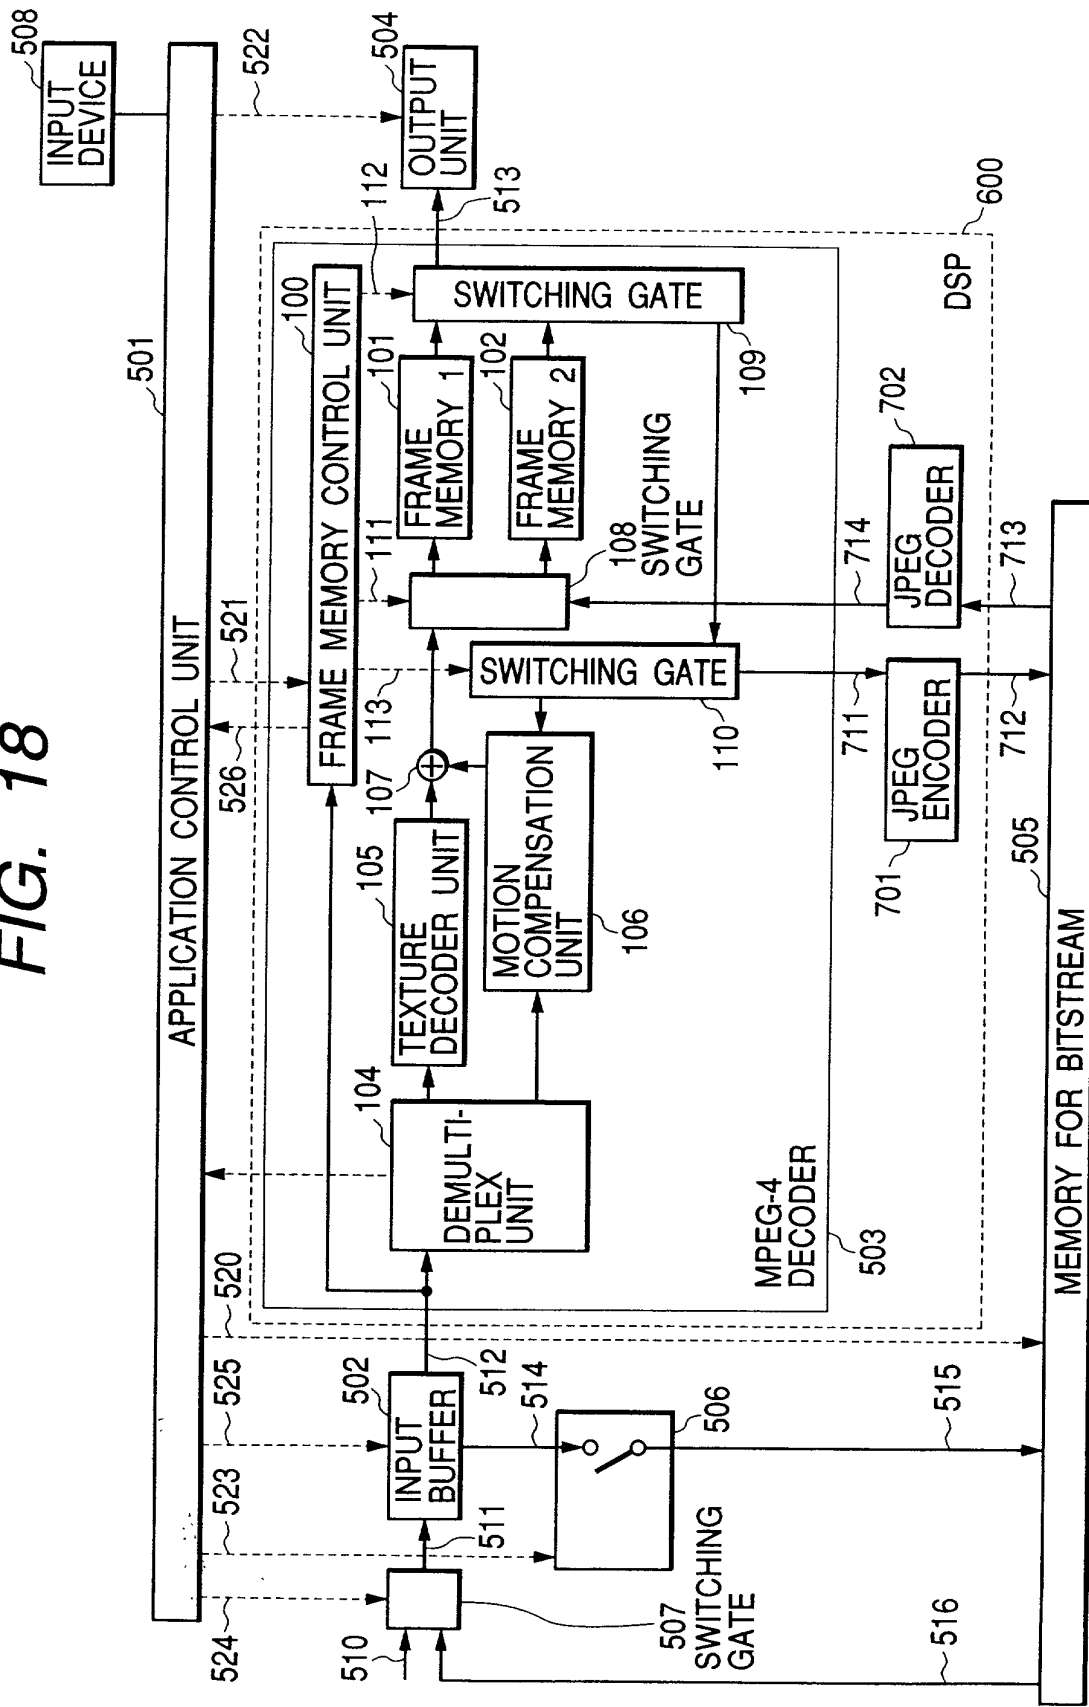 FIG. 18
508
INPUT
DEVICE
501
APPLICATION CONTROL UNIT
524
523
525
520
526
521
522
504
OUTPUT
UNIT
513
112
100
FRAME MEMORY CONTROL UNIT
113
111
101
FRAME
MEMORY 1
102
FRAME
MEMORY 2
SWITCHING GATE
109
108
SWITCHING
GATE
SWITCHING GATE
110
107
105
TEXTURE
DECODER UNIT
MOTION
COMPENSATION
UNIT
106
104
DEMULTI-
PLEX
UNIT
MPEG-4
DECODER
503
DSP
600
510
511
502
INPUT
BUFFER
512
514
506
507
SWITCHING
GATE
515
516
711
714
701
JPEG
ENCODER
702
JPEG
DECODER
712
713
505
MEMORY FOR BITSTREAM